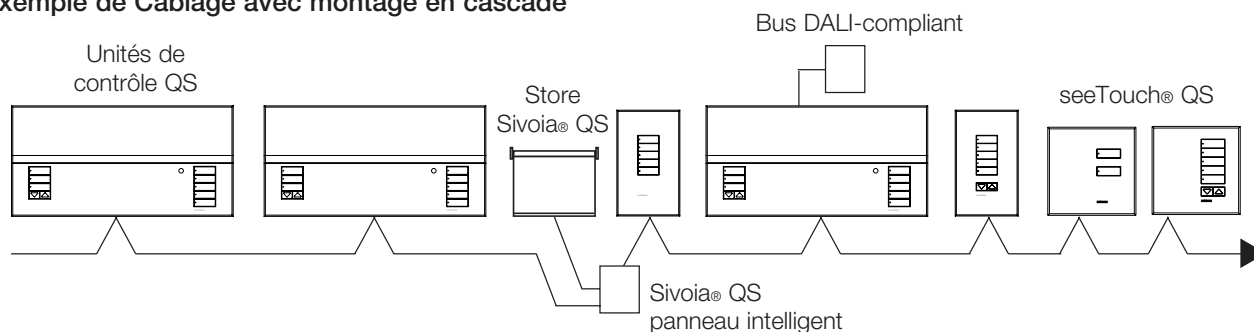 xemple de Câblage avec montage en cascade
Bus DALI-compliant
Unités de
contrôle QS
Store
Sivoia® QS
seeTouch® QS
Sivoia® QS
panneau intelligent